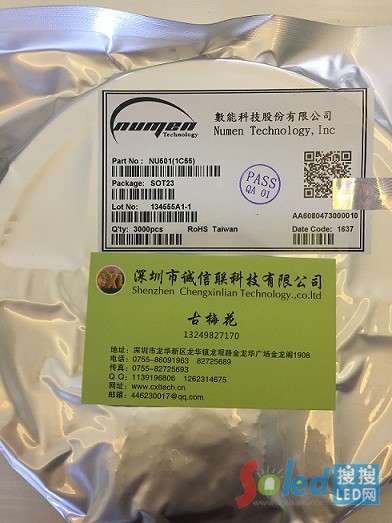 numen
Technology
數能科技股份有限公司
Numen Technology,Inc
Part No : NU501(1C55)
Package: SOT23
Lot No: 134555A1-1
Q'ty: 3000pcs RoHS Taiwan
PASS
QA 01
AA6080473000010
Date Code: 1637
深圳市诚信联科技有限公司
Shenzhen Chengxinlian Technology.,co.ltd
古梅花
13249827170
地址：深圳市龙华新区龙华镇龙观路金龙华广场金龙阁1908
电话：0755-86091963 82725689
传真：0755-82725693
QQ：1139196806 1262314675
网址：www.cxltech.cn
邮箱：446230017@qq.com
Soled
搜搜
LED网